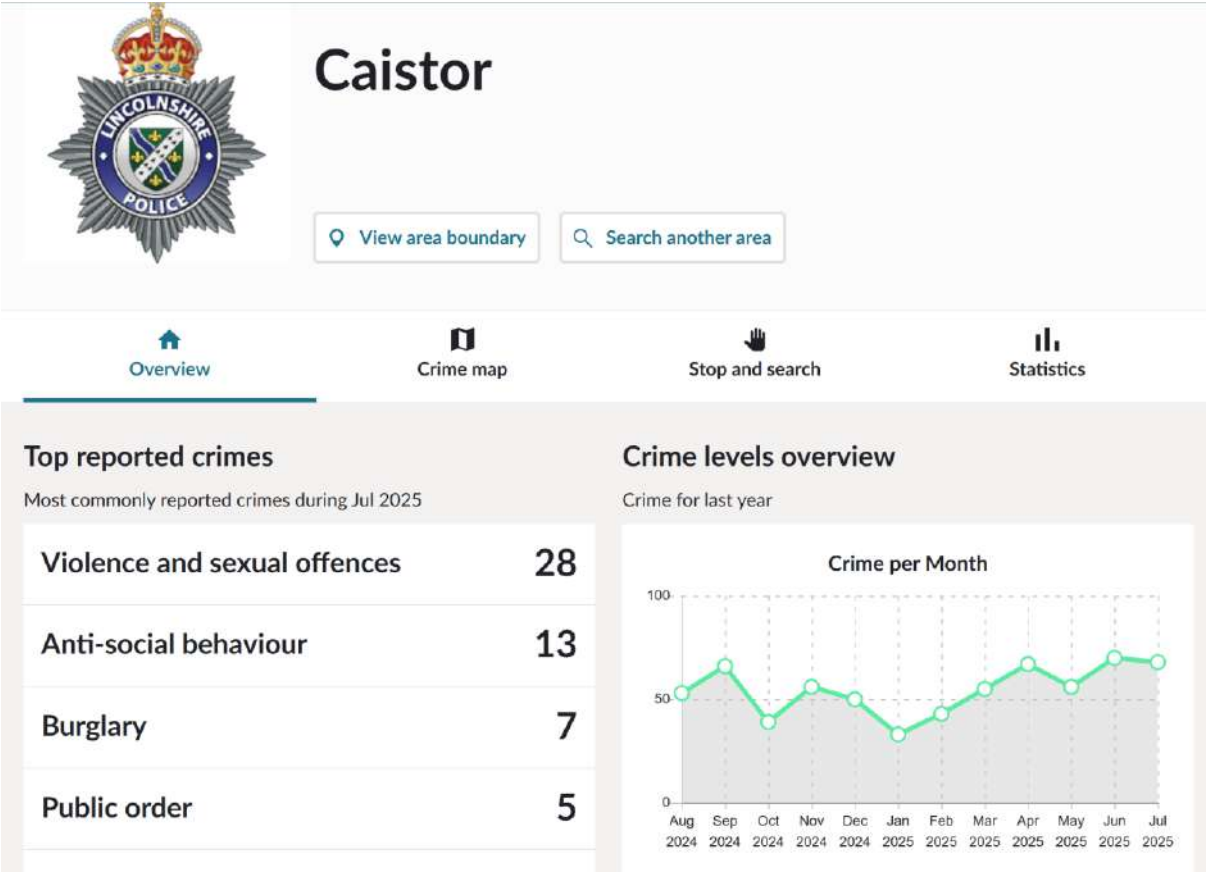 LINCOLNSHIRE
POLICE
Caistor
View area boundary
Search another area
Overview
Crime map
Stop and search
Statistics
Top reported crimes
Most commonly reported crimes during Jul 2025
Violence and sexual offences 28
Anti-social behaviour 13
Burglary 7
Public order 5
Crime levels overview
Crime for last year
Crime per Month
100
50
0
Aug Sep Oct Nov Dec Jan Feb Mar Apr May Jun Jul
2024 2024 2024 2024 2024 2025 2025 2025 2025 2025 2025 2025